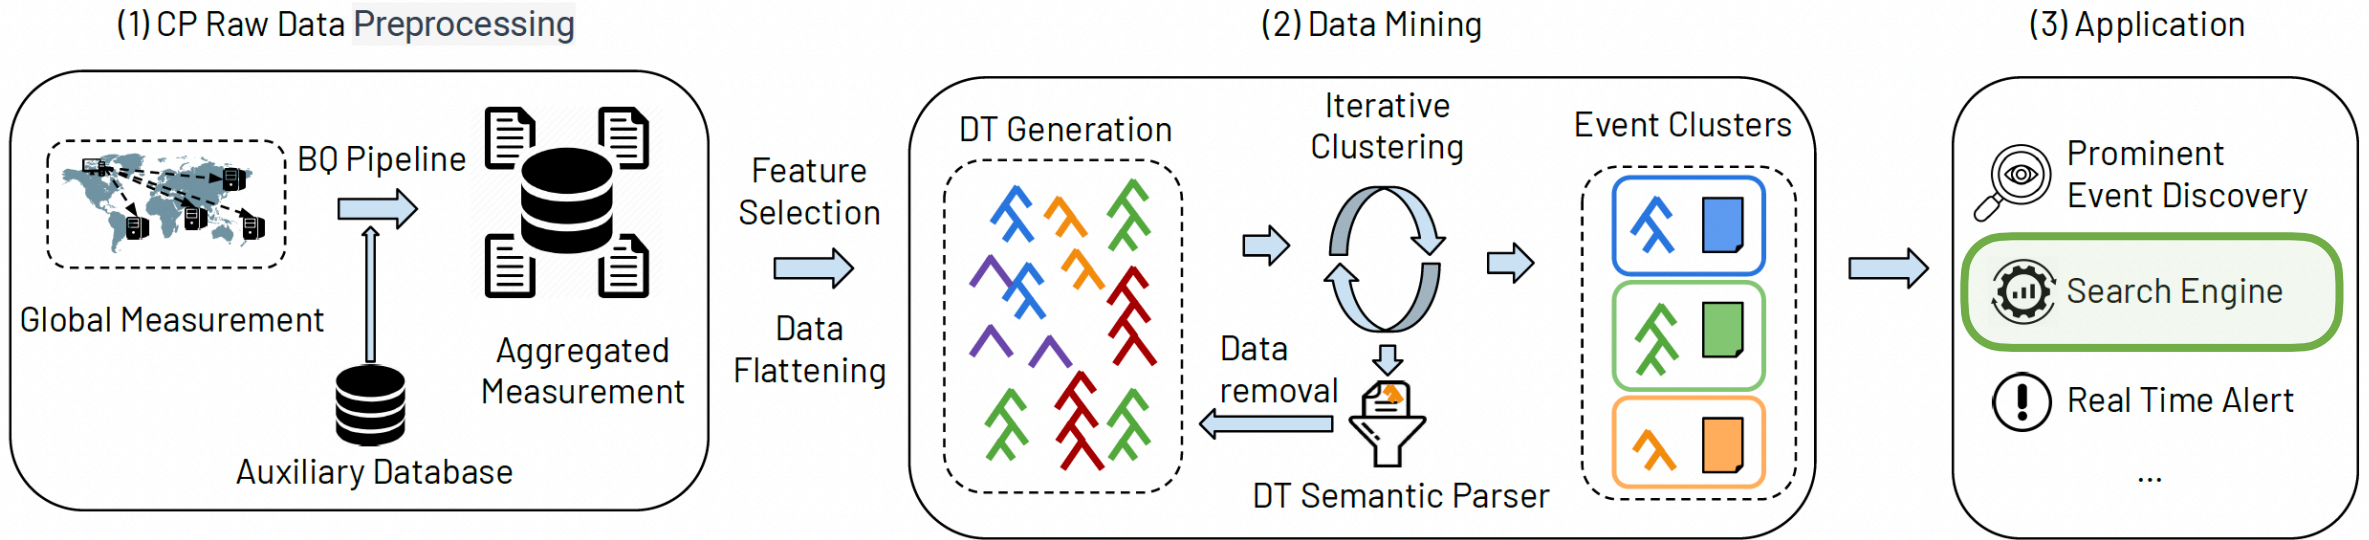 (1) CP Raw Data Preprocessing
Global Measurement
BQ Pipeline
Auxiliary Database
Aggregated
Measurement
Feature
Selection
Data
Flattening
(2) Data Mining
DT Generation
Iterative
Clustering
Data
removal
DT Semantic Parser
Event Clusters
(3) Application
Prominent
Event Discovery
Search Engine
Real Time Alert
...